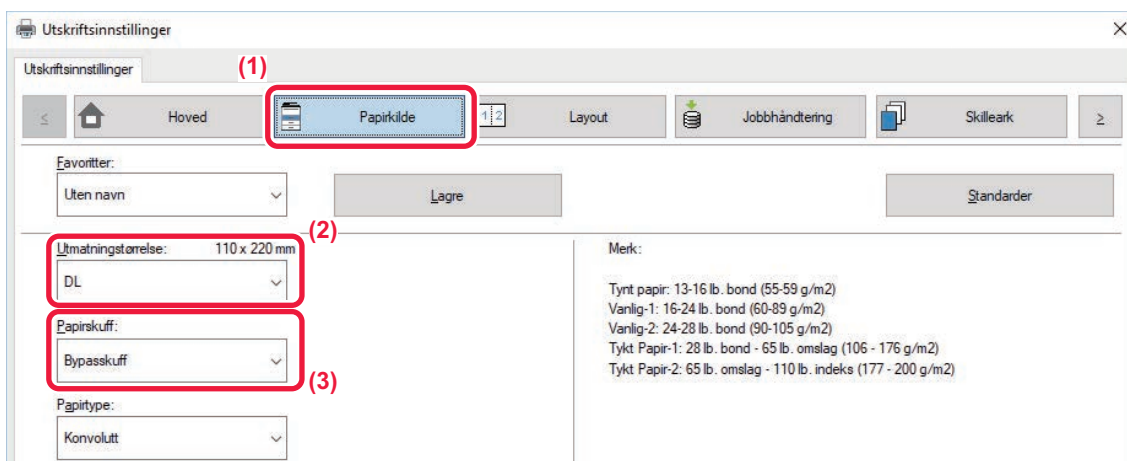 Utskriftsinnstillinger
Utskriftsinnstillinger
(1)
<
Hoved
Papirkilde
1 2
Layout
Jobbhåndtering
Skilleark
>
Favoritter:
Uten navn
Lagre
Standarder
(2)
Utmatningstørrelse: 110 x 220 mm
DL
Papirskuff:
Bypasskuff
(3)
Papirtype:
Konvolutt
Merk:
Tynt papir: 13-16 lb. bond (55-59 g/m2)
Vanlig-1: 16-24 lb. bond (60-89 g/m2)
Vanlig-2: 24-28 lb. bond (90-105 g/m2)
Tykt Papir-1: 28 lb. bond - 65 lb. omslag (106 - 176 g/m2)
Tykt Papir-2: 65 lb. omslag - 110 lb. indeks (177 - 200 g/m2)